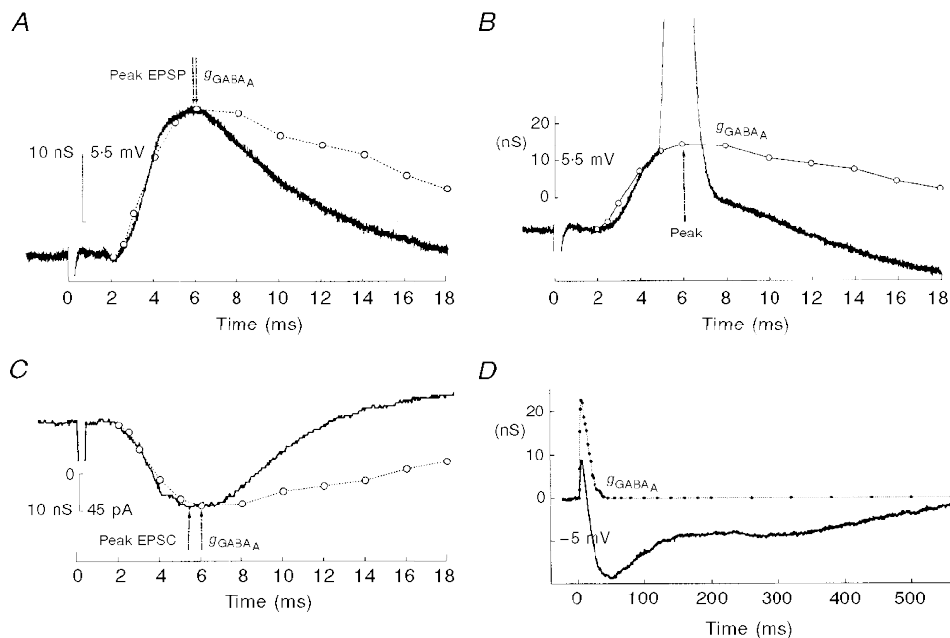 A
Peak EPSP
gGABAA
10 nS
5·5 mV
0 2 4 6 8 10 12 14 16 18
Time (ms)
B
20
(nS)
10
5·5 mV
0
gGABAA
Peak
0 2 4 6 8 10 12 14 16 18
Time (ms)
C
0
10 nS
45 pA
Peak EPSC
gGABAA
0 2 4 6 8 10 12 14 16 18
Time (ms)
D
20
(nS)
10
0
gGABAA
−5 mV
0 100 200 300 400 500
Time (ms)